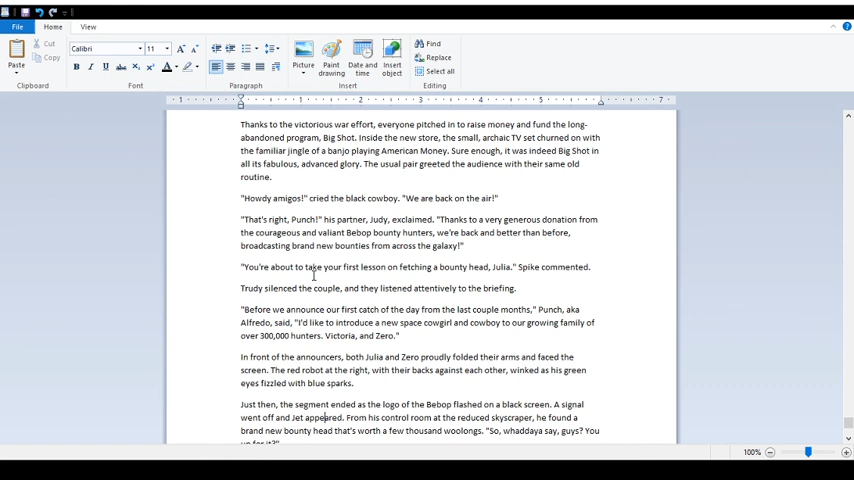 File Home View
Cut
Copy
Paste
Clipboard
Calibri 11
Font
Paragraph
Picture
Paint drawing
Date and time
Insert object
Insert
Find
Replace
Select all
Editing
1 1 2 3 4 5 7
Thanks to the victorious war effort, everyone pitched in to raise money and fund the long-
abandoned program, Big Shot. Inside the new store, the small, archaic TV set churned on with
the familiar jingle of a banjo playing American Money. Sure enough, it was indeed Big Shot in
all its fabulous, advanced glory. The usual pair greeted the audience with their same old
routine.
"Howdy amigos!" cried the black cowboy. "We are back on the air!"
"That's right, Punch!" his partner, Judy, exclaimed. "Thanks to a very generous donation from
the courageous and valiant Bebop bounty hunters, we're back and better than before,
broadcasting brand new bounties from across the galaxy!"
"You're about to take your first lesson on fetching a bounty head, Julia." Spike commented.
Trudy silenced the couple, and they listened attentively to the briefing.
"Before we announce our first catch of the day from the last couple months," Punch, aka
Alfredo, said, "I'd like to introduce a new space cowgirl and cowboy to our growing family of
over 300,000 hunters. Victoria, and Zero."
In front of the announcers, both Julia and Zero proudly folded their arms and faced the
screen. The red robot at the right, with their backs against each other, winked as his green
eyes fizzled with blue sparks.
Just then, the segment ended as the logo of the Bebop flashed on a black screen. A signal
went off and Jet appeared. From his control room at the reduced skyscraper, he found a
brand new bounty head that's worth a few thousand woolongs. "So, whaddaya say, guys? You
up for it?"
100%